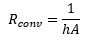 R_conv = 1/(hA)